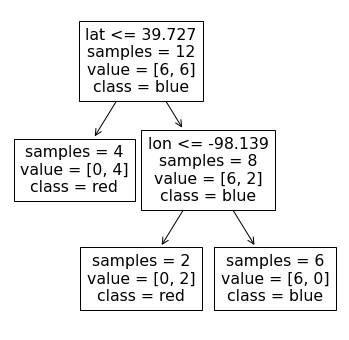 lat <= 39.727
samples = 12
value = [6, 6]
class = blue
samples = 4
value = [0, 4]
class = red
lon <= -98.139
samples = 8
value = [6, 2]
class = blue
samples = 2
value = [0, 2]
class = red
samples = 6
value = [6, 0]
class = blue